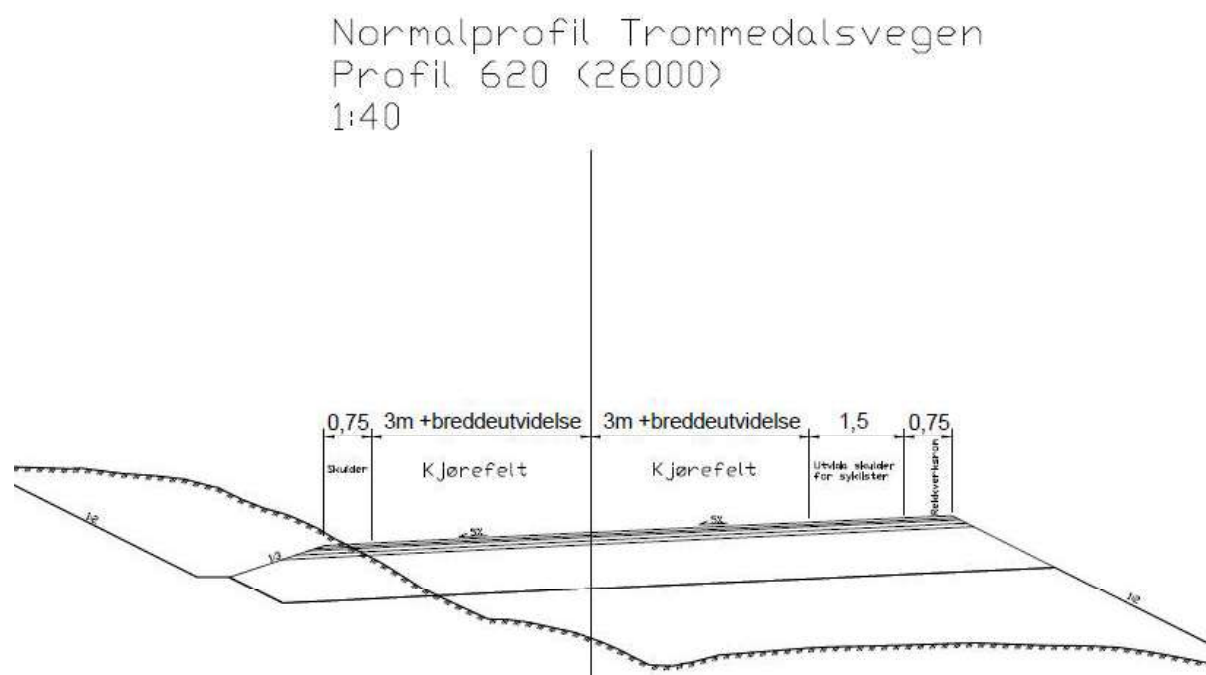 Normalprofil Trommedalsvegen
Profil 620 (26000)
1:40
0,75 3m +breddeutvidelse 3m +breddeutvidelse 1,5 0,75
Skulder Kjørefelt Kjørefelt Utvida skulder
for syklister
Rekkverksrom
5%
5%
1:2
1/3
1:2